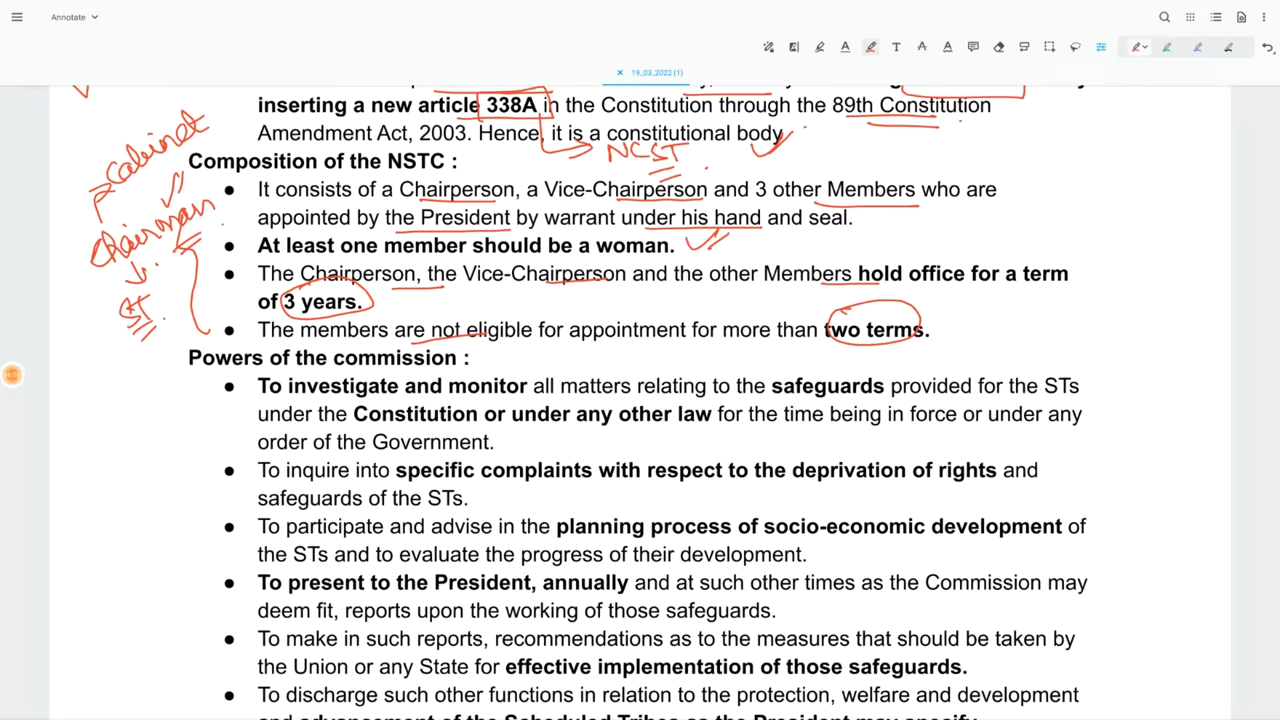 Annotate
19_03_2022 (1)
inserting a new article 338A in the Constitution through the 89th Constitution
Amendment Act, 2003. Hence, it is a constitutional body
NCST
Cabinet
Chairman
ST
Composition of the NSTC :
● It consists of a Chairperson, a Vice-Chairperson and 3 other Members who are
appointed by the President by warrant under his hand and seal.
● At least one member should be a woman.
● The Chairperson, the Vice-Chairperson and the other Members hold office for a term
of 3 years.
● The members are not eligible for appointment for more than two terms.
Powers of the commission :
● To investigate and monitor all matters relating to the safeguards provided for the STs
under the Constitution or under any other law for the time being in force or under any
order of the Government.
● To inquire into specific complaints with respect to the deprivation of rights and
safeguards of the STs.
● To participate and advise in the planning process of socio-economic development of
the STs and to evaluate the progress of their development.
● To present to the President, annually and at such other times as the Commission may
deem fit, reports upon the working of those safeguards.
● To make in such reports, recommendations as to the measures that should be taken by
the Union or any State for effective implementation of those safeguards.
● To discharge such other functions in relation to the protection, welfare and development
and advancement of the Scheduled Tribes as the President may specify.